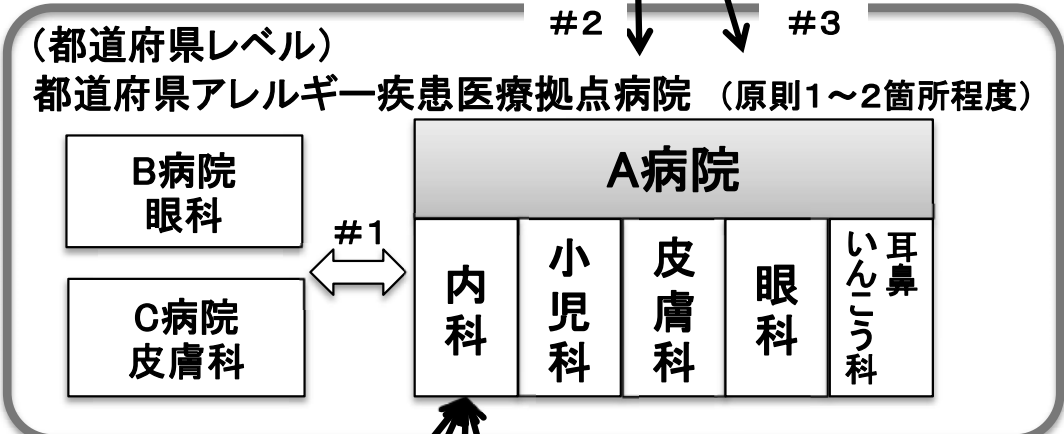 #2
#3
（都道府県レベル）
都道府県アレルギー疾患医療拠点病院 （原則1～2箇所程度）
B病院
眼科
C病院
皮膚科
#1
A病院
内科
小児科
皮膚科
眼科
耳鼻
いんこう科